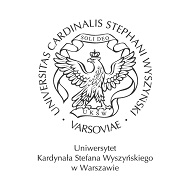 UNIVERSITAS CARDINALIS STEPHANI WYSZYŃSKI
SOLI DEO
UKSW
• VARSOVIAE •
Uniwersytet
Kardynała Stefana Wyszyńskiego
w Warszawie